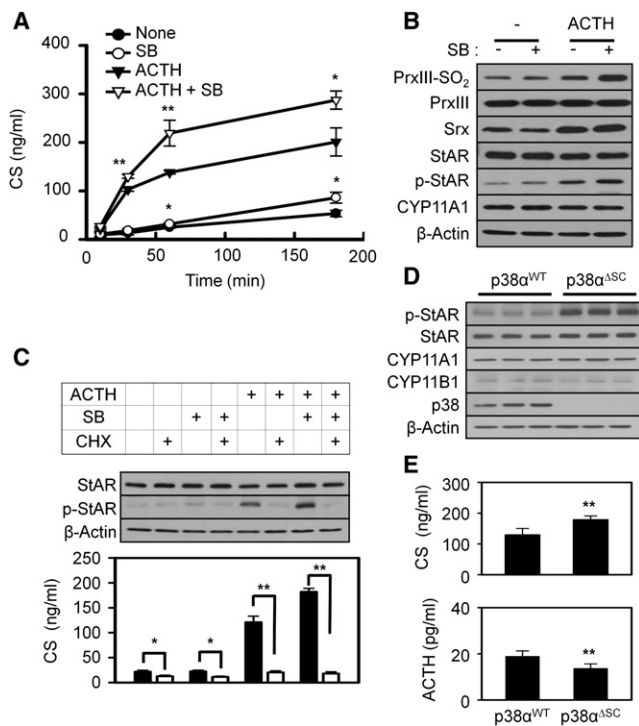 A
None
SB
ACTH
ACTH + SB
CS (ng/ml)
400
300
200
100
0
**
**
*
*
*
0 50 100 150 200
Time (min)
B
- ACTH
SB : - + - +
PrxIII-SO₂
PrxIII
Srx
StAR
p-StAR
CYP11A1
β-Actin
C
ACTH + + + +
SB + + + +
CHX + + + +
StAR
p-StAR
β-Actin
CS (ng/ml)
250
200
150
100
50
0
* * ** **
D
p38α^WT p38α^ΔSC
p-StAR
StAR
CYP11A1
CYP11B1
p38
β-Actin
E
CS (ng/ml)
300
200
100
0
**
ACTH (pg/ml)
40
20
0
**
p38α^WT p38α^ΔSC